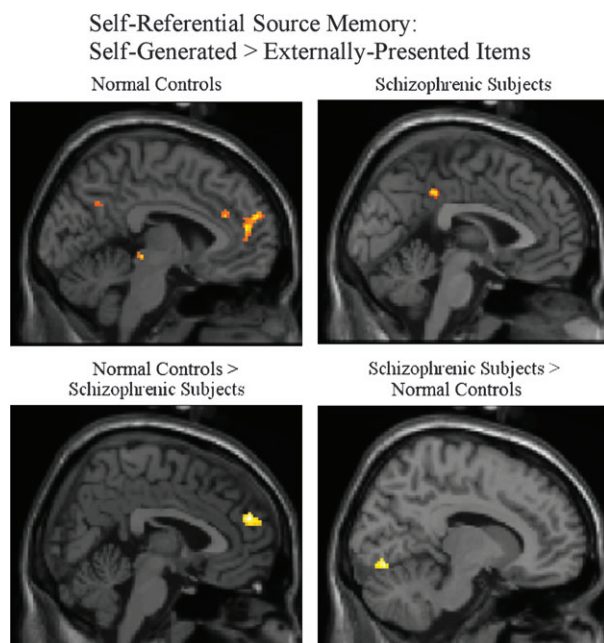 Self-Referential Source Memory:
Self-Generated > Externally-Presented Items
Normal Controls
Schizophrenic Subjects
Normal Controls >
Schizophrenic Subjects
Schizophrenic Subjects >
Normal Controls